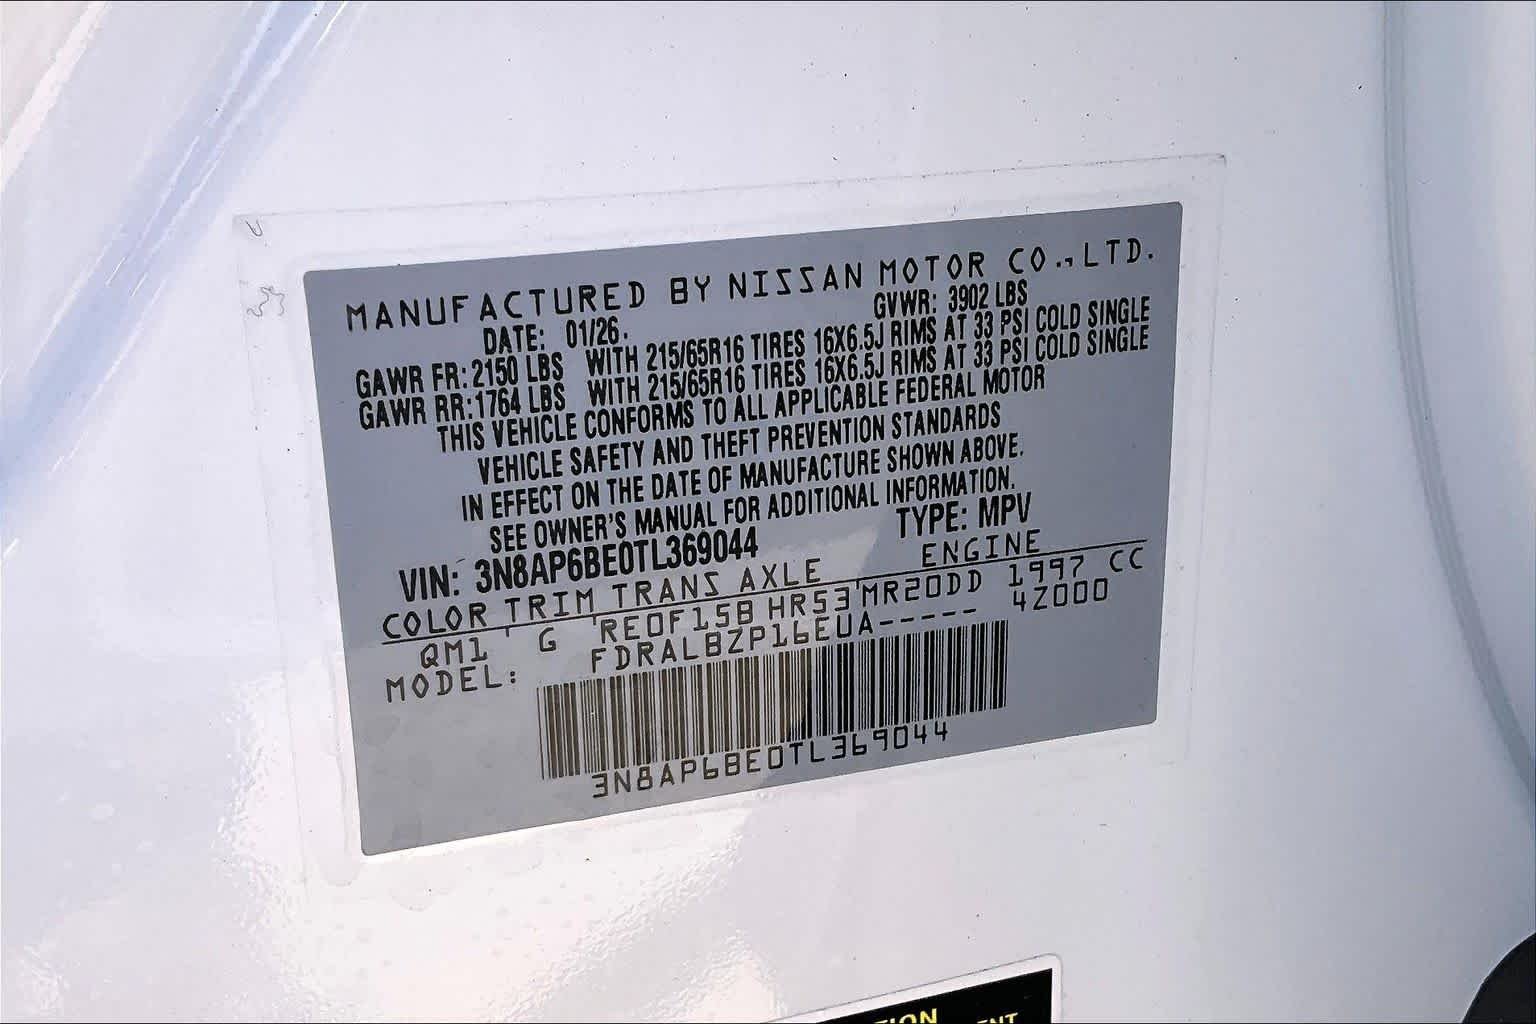 MANUFACTURED BY NISSAN MOTOR CO.,LTD.
DATE: 01/26. GVWR: 3902 LBS
GAWR FR: 2150 LBS WITH 215/65R16 TIRES 16X6.5J RIMS AT 33 PSI COLD SINGLE
GAWR RR: 1764 LBS WITH 215/65R16 TIRES 16X6.5J RIMS AT 33 PSI COLD SINGLE
THIS VEHICLE CONFORMS TO ALL APPLICABLE FEDERAL MOTOR
VEHICLE SAFETY AND THEFT PREVENTION STANDARDS
IN EFFECT ON THE DATE OF MANUFACTURE SHOWN ABOVE.
SEE OWNER'S MANUAL FOR ADDITIONAL INFORMATION.
VIN: 3N8AP6BE0TL369044 TYPE: MPV
COLOR TRIM TRANS AXLE ENGINE
QM1 G RE0F15B HR53 MR20DD 1997 CC
MODEL: FDRALBZP16EUA----- 4Z000
3N8AP6BE0TL369044